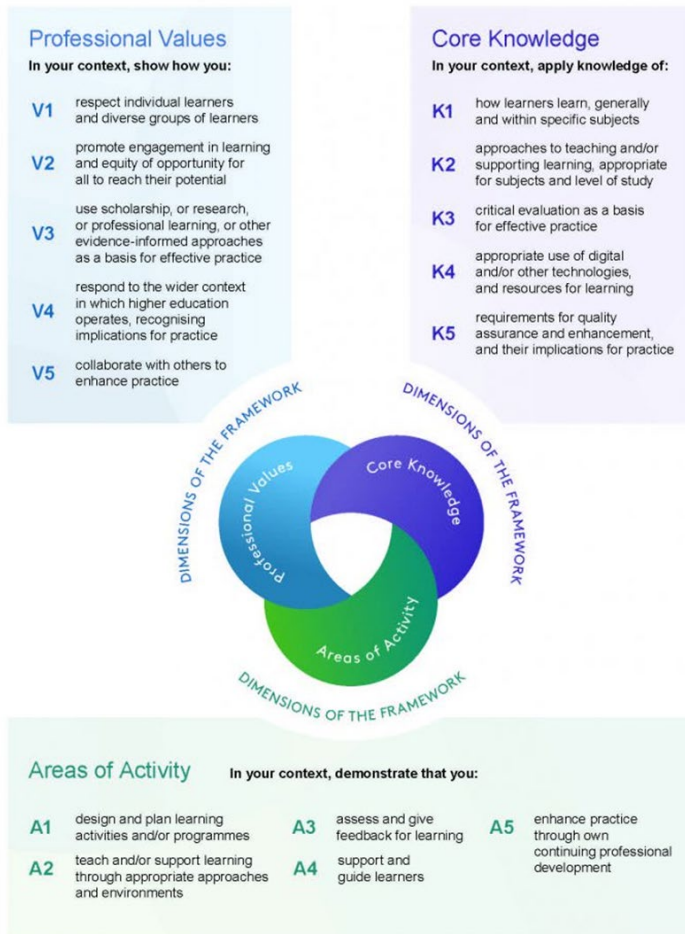 Professional Values
In your context, show how you:
V1 respect individual learners
and diverse groups of learners
V2 promote engagement in learning
and equity of opportunity for
all to reach their potential
V3 use scholarship, or research,
or professional learning, or other
evidence-informed approaches
as a basis for effective practice
V4 respond to the wider context
in which higher education
operates, recognising
implications for practice
V5 collaborate with others to
enhance practice
Core Knowledge
In your context, apply knowledge of:
K1 how learners learn, generally
and within specific subjects
K2 approaches to teaching and/or
supporting learning, appropriate
for subjects and level of study
K3 critical evaluation as a basis
for effective practice
K4 appropriate use of digital
and/or other technologies,
and resources for learning
K5 requirements for quality
assurance and enhancement,
and their implications for practice
DIMENSIONS OF THE FRAMEWORK
DIMENSIONS OF THE FRAMEWORK
Professional Values
Core Knowledge
Areas of Activity
DIMENSIONS OF THE FRAMEWORK
Areas of Activity
In your context, demonstrate that you:
A1 design and plan learning
activities and/or programmes
A2 teach and/or support learning
through appropriate approaches
and environments
A3 assess and give
feedback for learning
A4 support and
guide learners
A5 enhance practice
through own
continuing professional
development